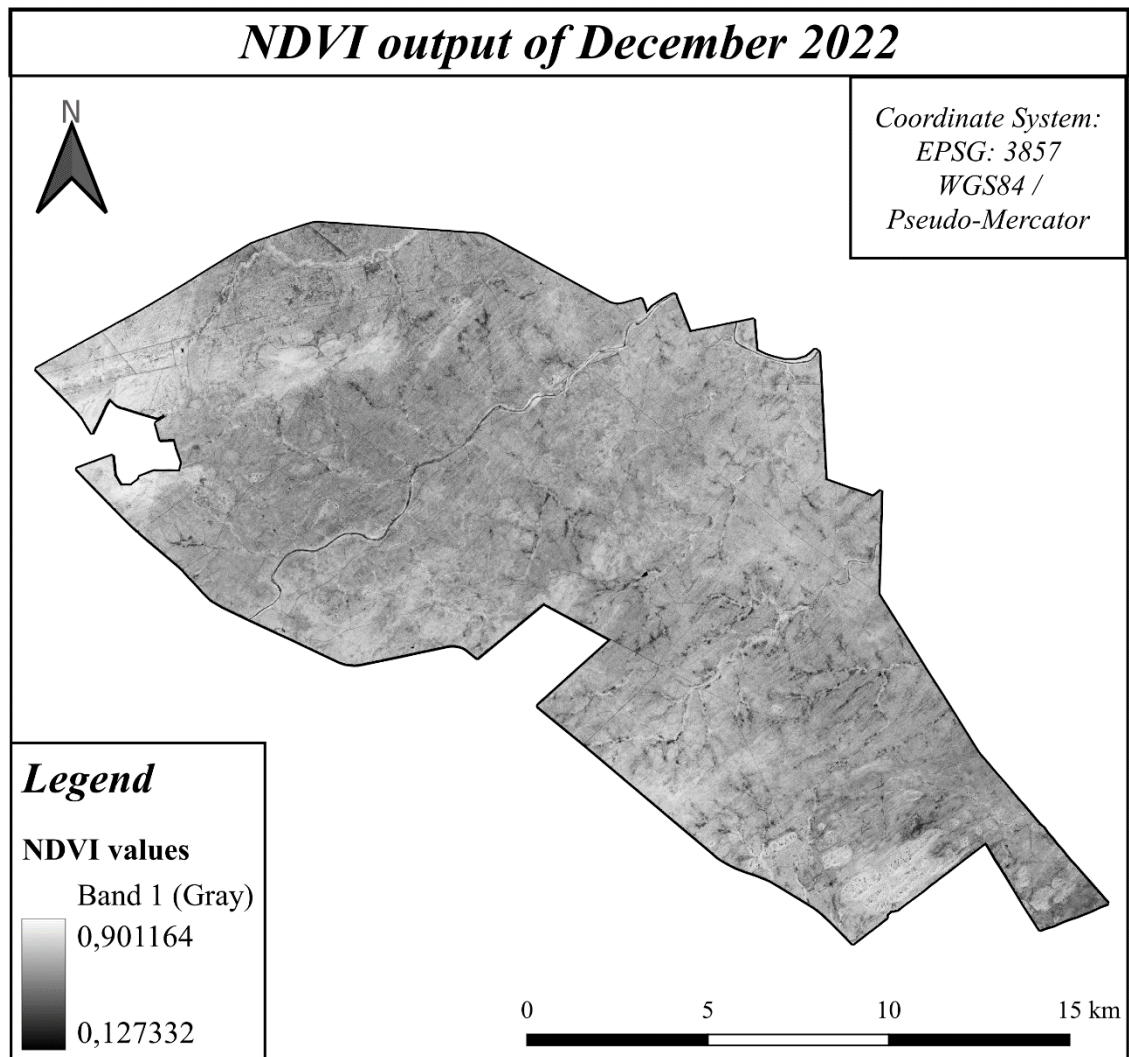 NDVI output of December 2022
N
Coordinate System:
EPSG: 3857
WGS84 /
Pseudo-Mercator
Legend
NDVI values
Band 1 (Gray)
0,901164
0,127332
0 5 10 15 km